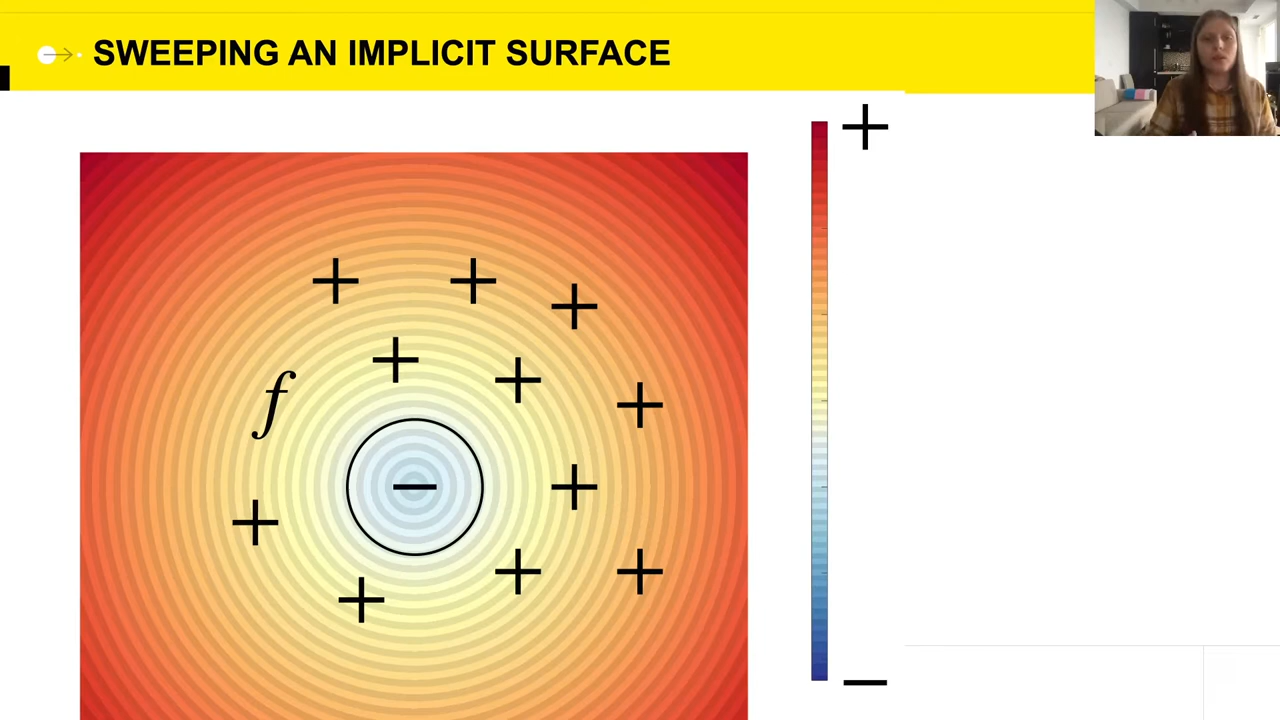 SWEEPING AN IMPLICIT SURFACE
+
+ + +
+ +
f +
− +
+
+ +
+
−